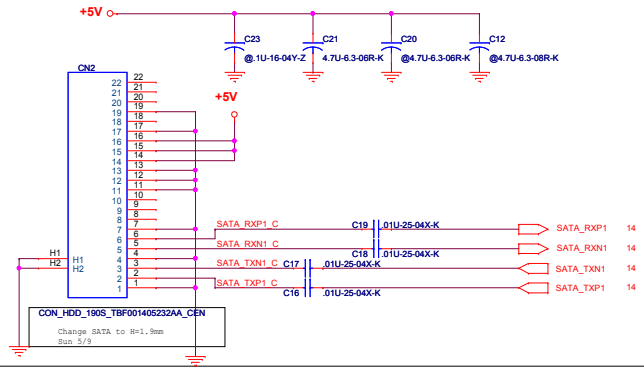 +5V
C23 C21 C20 C12
@.1U-16-04Y-Z 4.7U-6.3-06R-K @4.7U-6.3-06R-K @4.7U-6.3-08R-K
CN2
22 22
21 21
20 20
19 19
18 18
17 17
16 16
15 15
14 14
13 13
12 12
11 11
10 10
9 9
8 8
7 7
6 6
5 5
4 4
3 3
2 2
1 1
+5V
SATA_RXP1_C C19 .01U-25-04X-K SATA_RXP1 14
SATA_RXN1_C C18 .01U-25-04X-K SATA_RXN1 14
SATA_TXN1_C C17 .01U-25-04X-K SATA_TXN1 14
SATA_TXP1_C C16 .01U-25-04X-K SATA_TXP1 14
H1 H1
H2 H2
CON_HDD_190S_TBF001405232AA_CEN
Change SATA to H=1.9mm
Sun 5/9